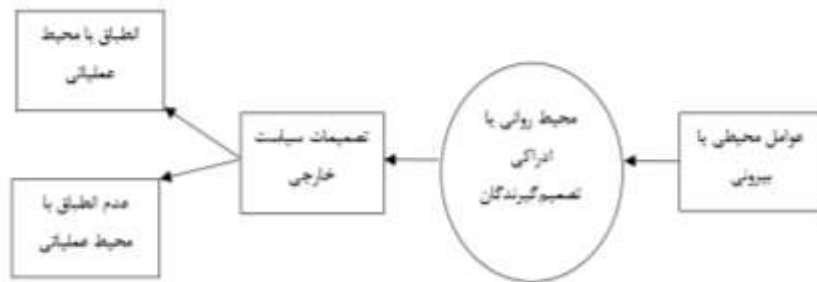 عوامل محیطی یا
بیرونی
محیط روانی یا
ادراکی
تصمیم‌گیرندگان
تصمیمات سیاست
خارجی
انطباق با محیط
عملیاتی
عدم انطباق با
محیط عملیاتی